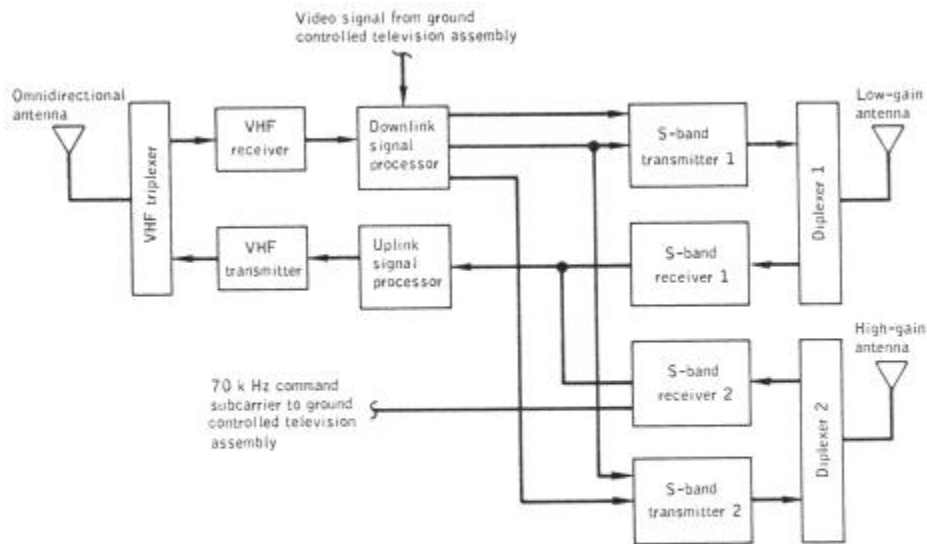 Video signal from ground
controlled television assembly
Omnidirectional
antenna
VHF triplexer
VHF
receiver
Downlink
signal
processor
S-band
transmitter 1
Diplexer 1
Low-gain
antenna
VHF
transmitter
Uplink
signal
processor
S-band
receiver 1
High-gain
antenna
70 k Hz command
subcarrier to ground
controlled television
assembly
S-band
receiver 2
Diplexer 2
S-band
transmitter 2